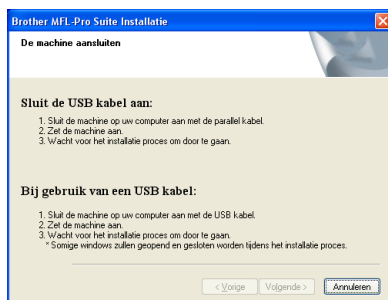 Brother MFL-Pro Suite Installatie
De machine aansluiten
Sluit de USB kabel aan:
1. Sluit de machine op uw computer aan met de parallel kabel.
2. Zet de machine aan.
3. Wacht voor het installatie proces om door te gaan.
Bij gebruik van een USB kabel:
1. Sluit de machine op uw computer aan met de USB kabel.
2. Zet de machine aan.
3. Wacht voor het installatie proces om door te gaan.
* Somige windows zullen geopend en gesloten worden tijdens het installatie proces.
< Vorige Volgende > Annuleren